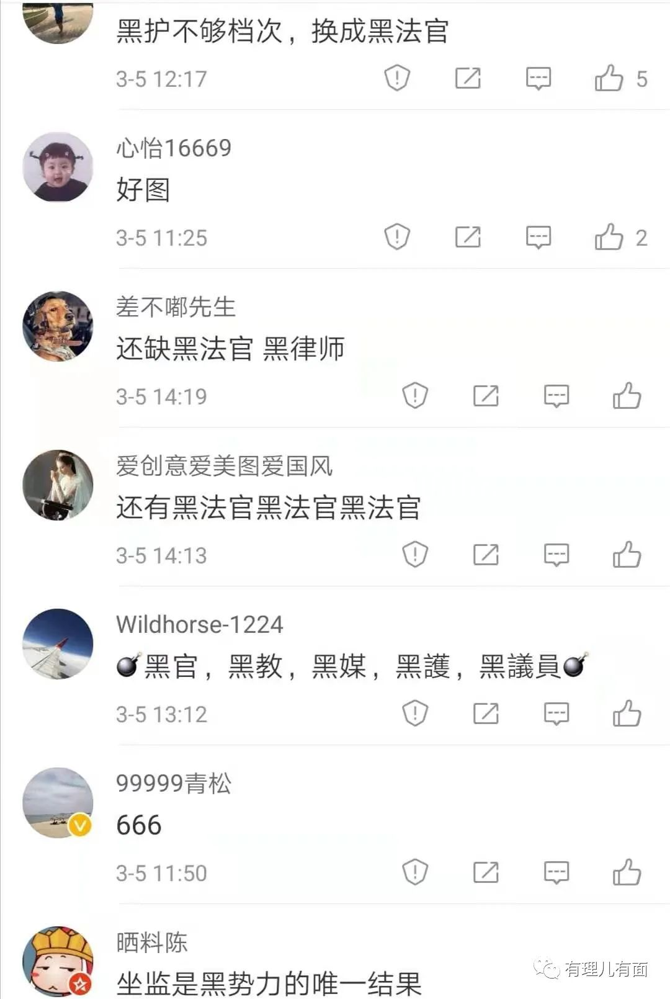 黑护不够档次，换成黑法官
3-5 12:17 5
心怡16669
好图
3-5 11:25 2
差不嘟先生
还缺黑法官 黑律师
3-5 14:19
爱创意爱美图爱国风
还有黑法官黑法官黑法官
3-5 14:13
Wildhorse-1224
💣黑官，黑教，黑媒，黑護，黑議員💣
3-5 13:12
99999青松
666
3-5 11:50
晒料陈
坐监是黑势力的唯一结果
有理儿有面